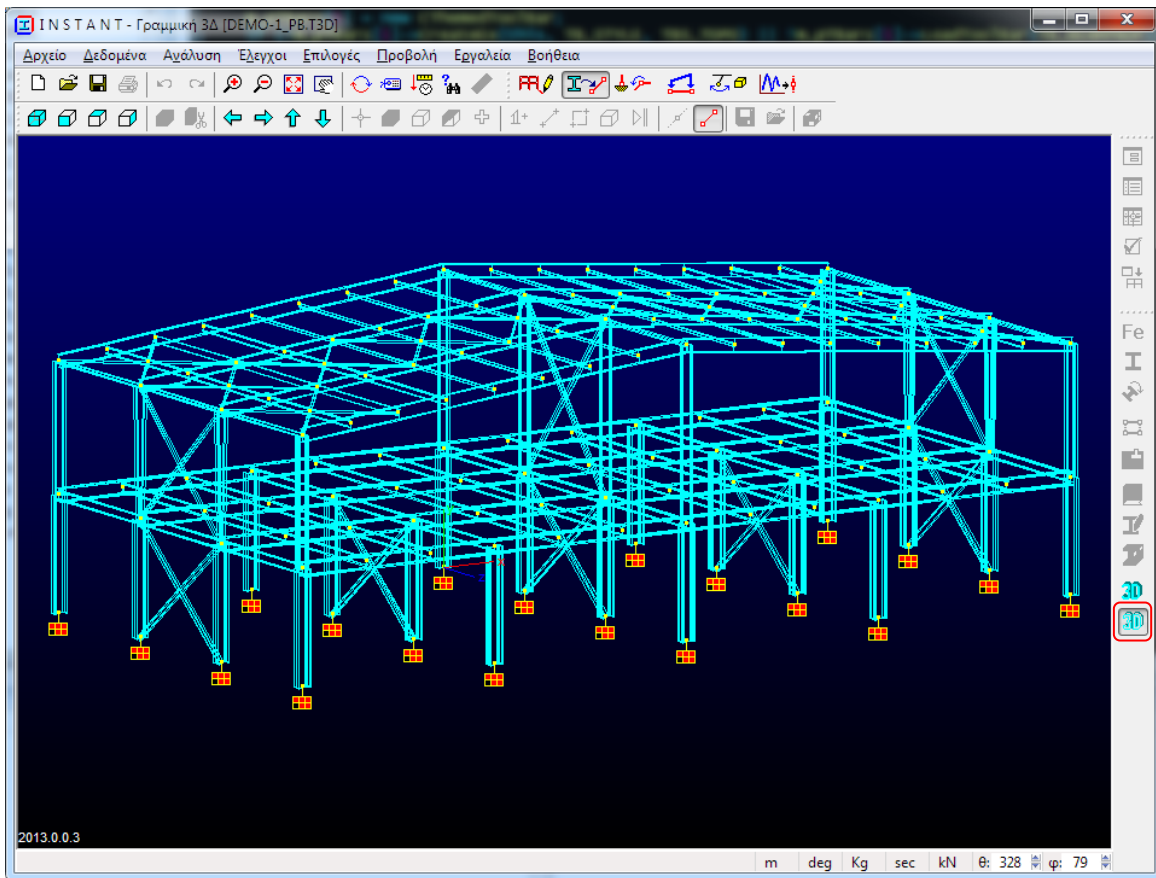 I N S T A N T - Γραμμική 3Δ [DEMO-1_PB.T3D]
Αρχείο Δεδομένα Ανάλυση Έλεγχοι Επιλογές Προβολή Εργαλεία Βοήθεια
Fe
2D
3D
2013.0.0.3
m deg Kg sec kN θ: 328 φ: 79